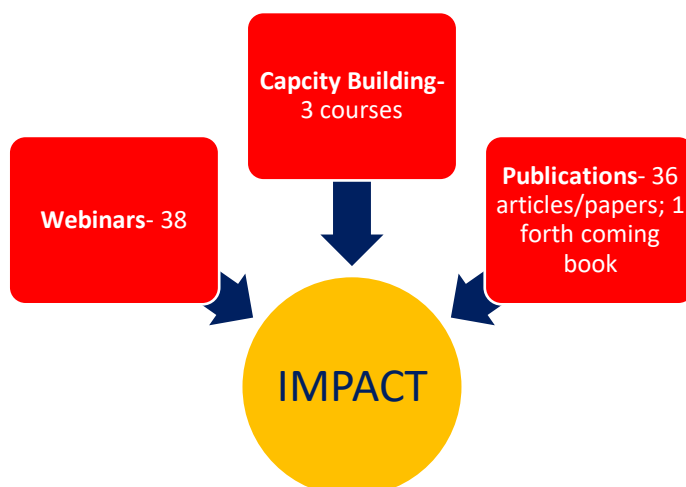 Capcity Building-
3 courses
Webinars- 38
Publications- 36
articles/papers; 1
forth coming
book
IMPACT